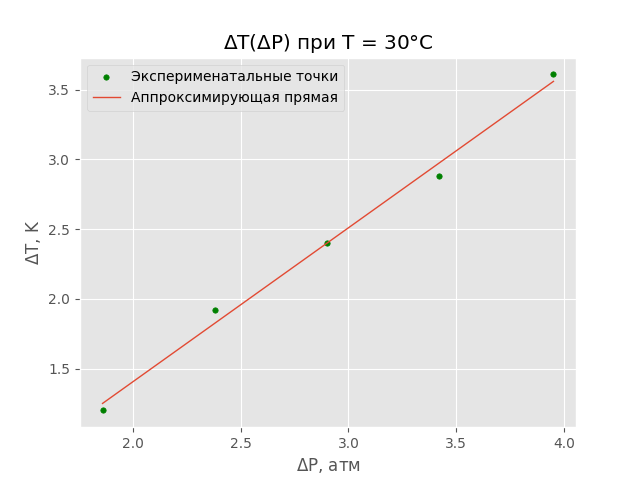 ΔT(ΔP) при T = 30°C
Эксперименатальные точки
Аппроксимирующая прямая
3.5
3.0
2.5
2.0
1.5
ΔT, K
2.0 2.5 3.0 3.5 4.0
ΔP, атм